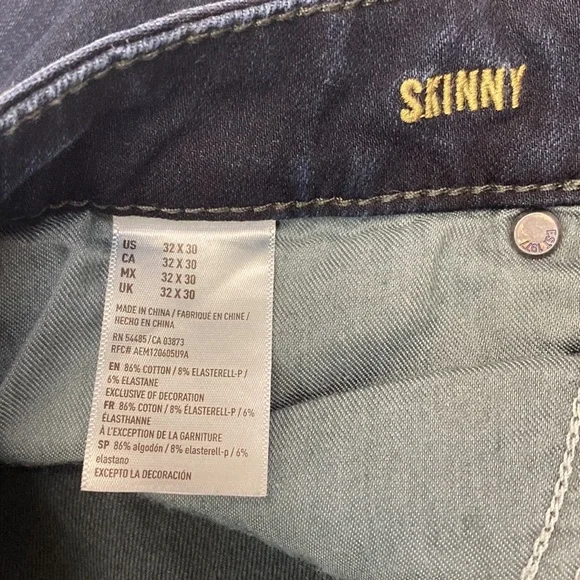 SKINNY
EST 1977
US 32 X 30
CA 32 X 30
MX 32 X 30
UK 32 X 30
MADE IN CHINA / FABRIQUÉ EN CHINE /
HECHO EN CHINA
RN 54485/CA 03873
RFC# AEM120605U9A
EN 86% COTTON / 8% ELASTERELL-P /
6% ELASTANE
EXCLUSIVE OF DECORATION
FR 86% COTON / 8% ÉLASTERELL-P / 6%
ÉLASTHANNE
À L'EXCEPTION DE LA GARNITURE
SP 86% algodón / 8% elasterell-p / 6%
elastano
EXCEPTO LA DECORACIÓN